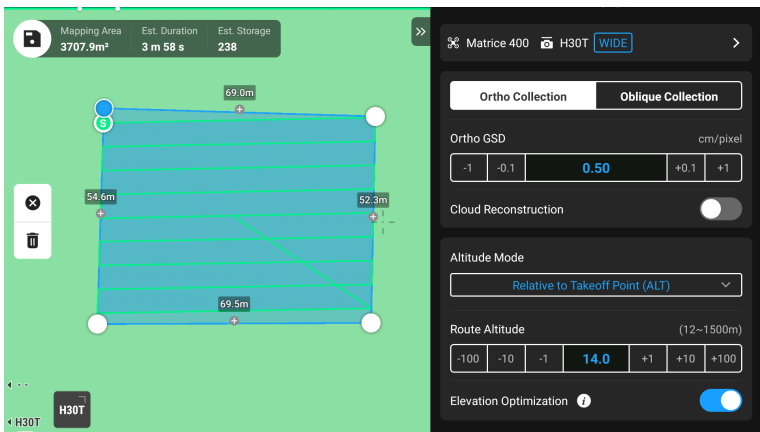 Mapping Area Est. Duration Est. Storage
3707.9m² 3 m 58 s 238
69.0m
S
54.6m
52.3m
69.5m
H30T
H30T
Matrice 400 H30T WIDE
Ortho Collection Oblique Collection
Ortho GSD cm/pixel
-1 -0.1 0.50 +0.1 +1
Cloud Reconstruction
Altitude Mode
Relative to Takeoff Point (ALT)
Route Altitude (12~1500m)
-100 -10 -1 14.0 +1 +10 +100
Elevation Optimization i